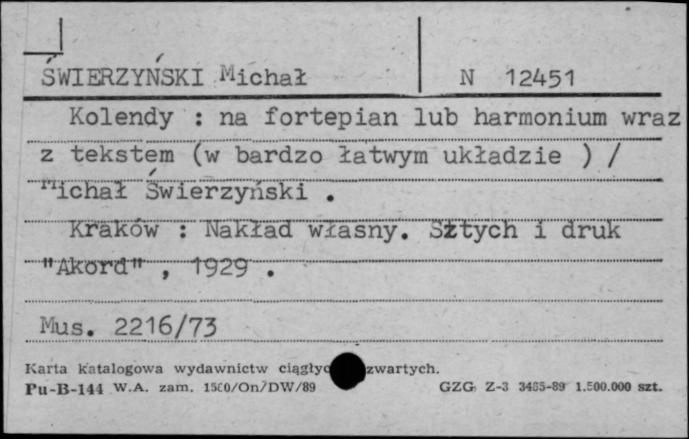 ŚWIERZYŃSKI Michał N 12451
Kolendy : na fortepian lub harmonium wraz
z tekstem (w bardzo łatwym układzie ) /
Michał Świerzyński .
Kraków : Nakład własny. Sztych i druk
"Akord" , 1929 .
Mus. 2216/73
Karta katalogowa wydawnictw zwartych.
Pu-B-144 W.A. zam. 1500/On/DW/89 GZG Z-3 3485-89 1.500.000 szt.